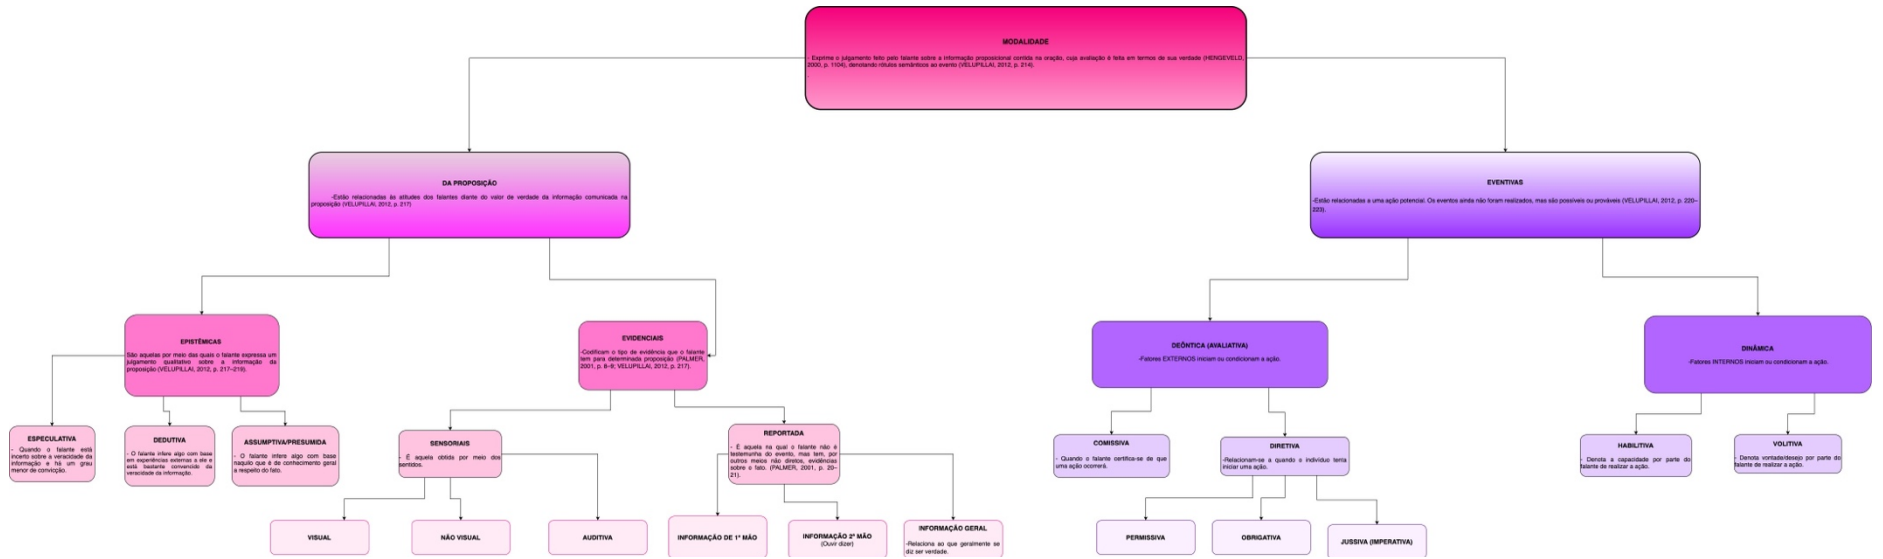 MODALIDADE
- Exprime o julgamento feito pelo falante sobre a informação proposicional contida na oração, cuja avaliação é feita em termos de sua verdade (HENGEVELD,
2000, p. 1104), denotando rótulos semânticos ao evento (VELUPILLAI, 2012, p. 214).
.
DA PROPOSIÇÃO
-Estão relacionadas às atitudes dos falantes diante do valor de verdade da informação comunicada na
proposição (VELUPILLAI, 2012, p. 217)
EVENTIVAS
-Estão relacionadas a uma ação potencial. Os eventos ainda não foram realizados, mas são possíveis ou prováveis (VELUPILLAI, 2012, p. 220–
223).
EPISTÊMICAS
São aquelas por meio das quais o falante expressa um
julgamento qualitativo sobre a informação da
proposição (VELUPILLAI, 2012, p. 217–219).
EVIDENCIAIS
-Codificam o tipo de evidência que o falante
tem para determinada proposição (PALMER,
2001, p. 8–9; VELUPILLAI, 2012, p. 217).
DEÔNTICA (AVALIATIVA)
-Fatores EXTERNOS iniciam ou condicionam a ação.
DINÂMICA
-Fatores INTERNOS iniciam ou condicionam a ação.
ESPECULATIVA
- Quando o falante está
incerto sobre a veracidade da
informação e há um grau
menor de convicção.
DEDUTIVA
- O falante infere algo com base
em experiências externas a ele e
está bastante convencido da
veracidade da informação.
ASSUMPTIVA/PRESUMIDA
- O falante infere algo com base
naquilo que é de conhecimento geral
a respeito do fato.
SENSORIAIS
- É aquela obtida por meio dos
sentidos.
REPORTADA
- É aquela na qual o falante não é
testemunha do evento, mas tem, por
outros meios não diretos, evidências
sobre o fato. (PALMER, 2001, p. 20–
21).
COMISSIVA
- Quando o falante certifica-se de que
uma ação ocorrerá.
DIRETIVA
-Relacionam-se a quando o indivíduo tenta
iniciar uma ação.
HABILITIVA
- Denota a capacidade por parte do
falante de realizar a ação.
VOLITIVA
- Denota vontade/desejo por parte do
falante de realizar a ação.
VISUAL
NÃO VISUAL
AUDITIVA
INFORMAÇÃO DE 1ª MÃO
INFORMAÇÃO 2ª MÃO
(Ouvir dizer)
INFORMAÇÃO GERAL
-Relaciona ao que geralmente se
diz ser verdade.
PERMISSIVA
OBRIGATIVA
JUSSIVA (IMPERATIVA)